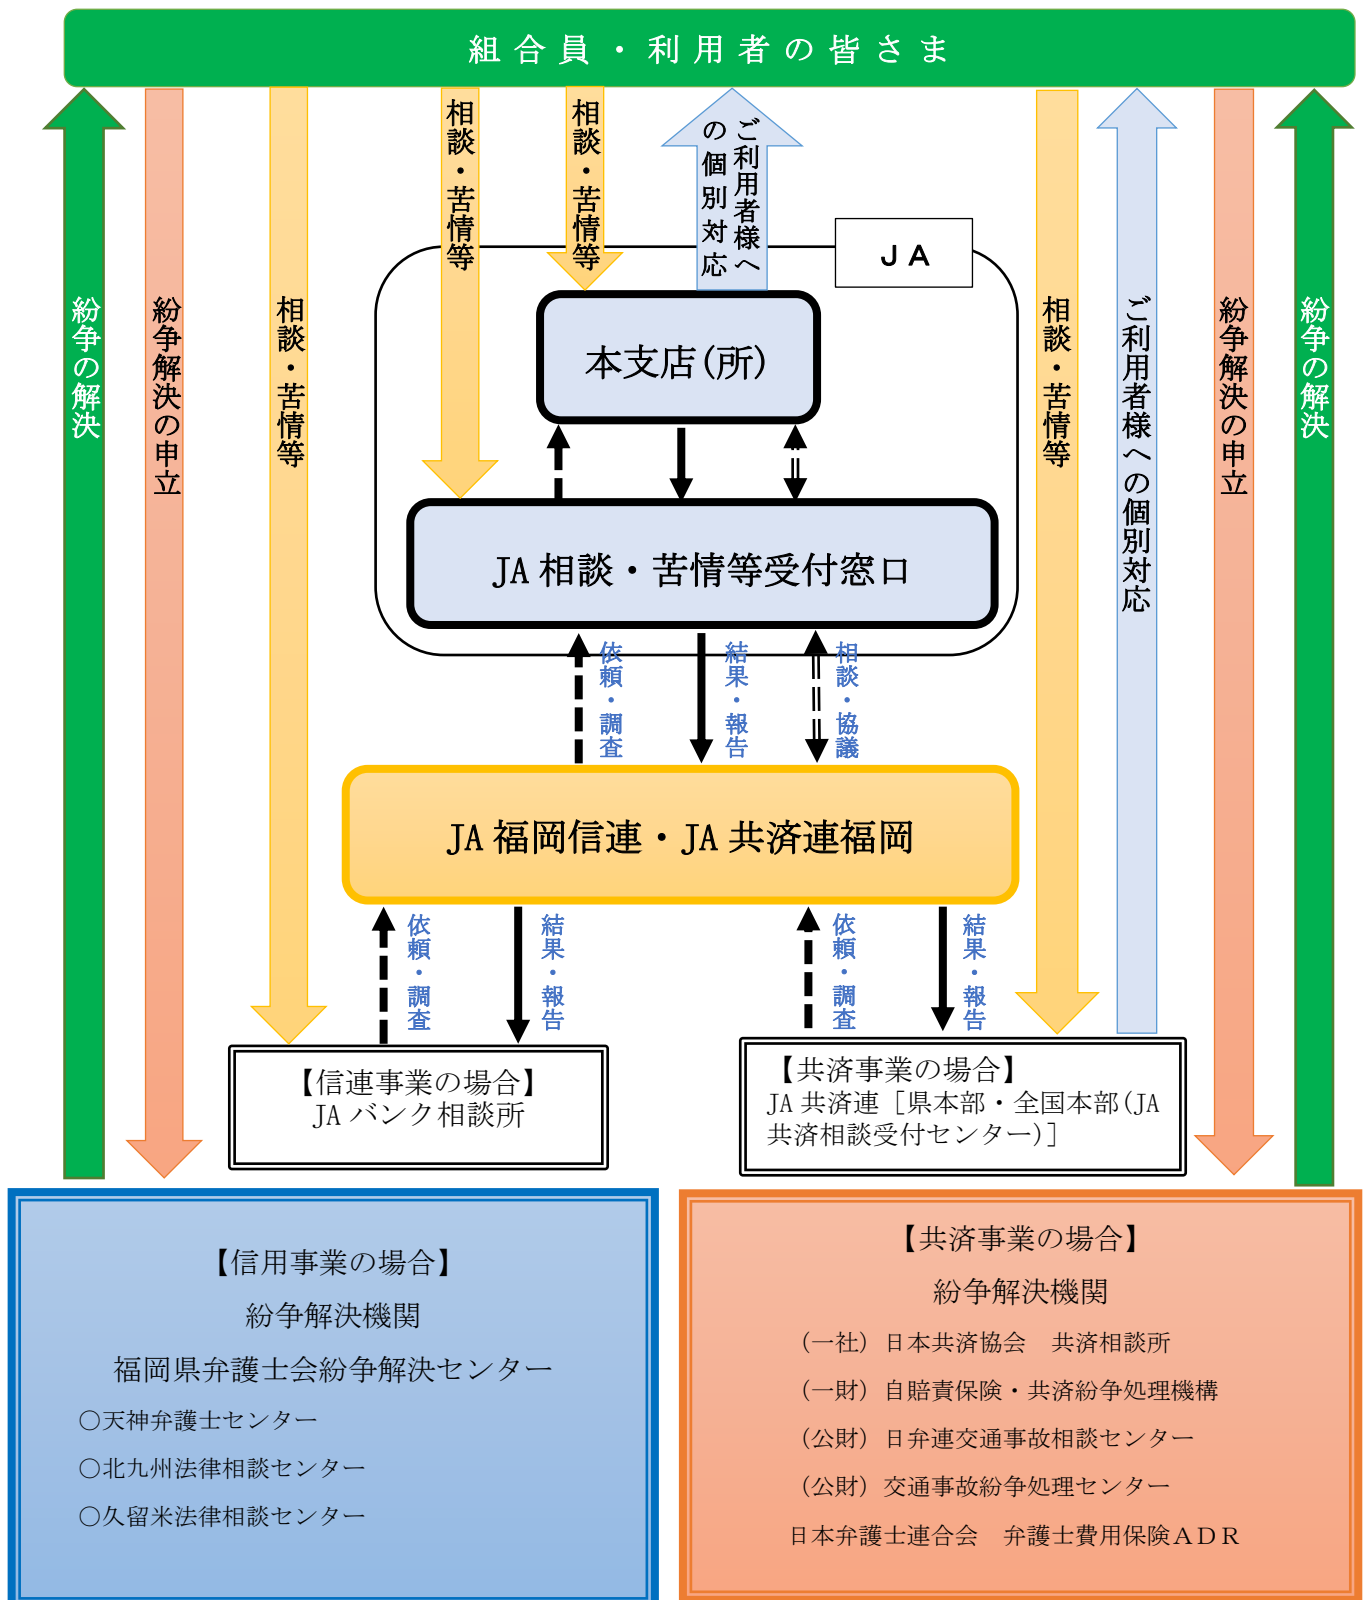 組合員・利用者の皆さま
紛争の解決
紛争解決の申立
相談・苦情等
相談・苦情等
相談・苦情等
ご利用者様へ
の個別対応
相談・苦情等
ご利用者様への個別対応
紛争解決の申立
紛争の解決
ＪＡ
本支店(所)
JA 相談・苦情等受付窓口
依頼・調査
結果・報告
相談・協議
JA 福岡信連・JA 共済連福岡
依頼・調査
結果・報告
依頼・調査
結果・報告
【信連事業の場合】
JA バンク相談所
【共済事業の場合】
JA 共済連［県本部・全国本部(JA
共済相談受付センター)］
【信用事業の場合】
紛争解決機関
福岡県弁護士会紛争解決センター
○天神弁護士センター
○北九州法律相談センター
○久留米法律相談センター
【共済事業の場合】
紛争解決機関
（一社）日本共済協会　共済相談所
（一財）自賠責保険・共済紛争処理機構
（公財）日弁連交通事故相談センター
（公財）交通事故紛争処理センター
日本弁護士連合会　弁護士費用保険ＡＤＲ